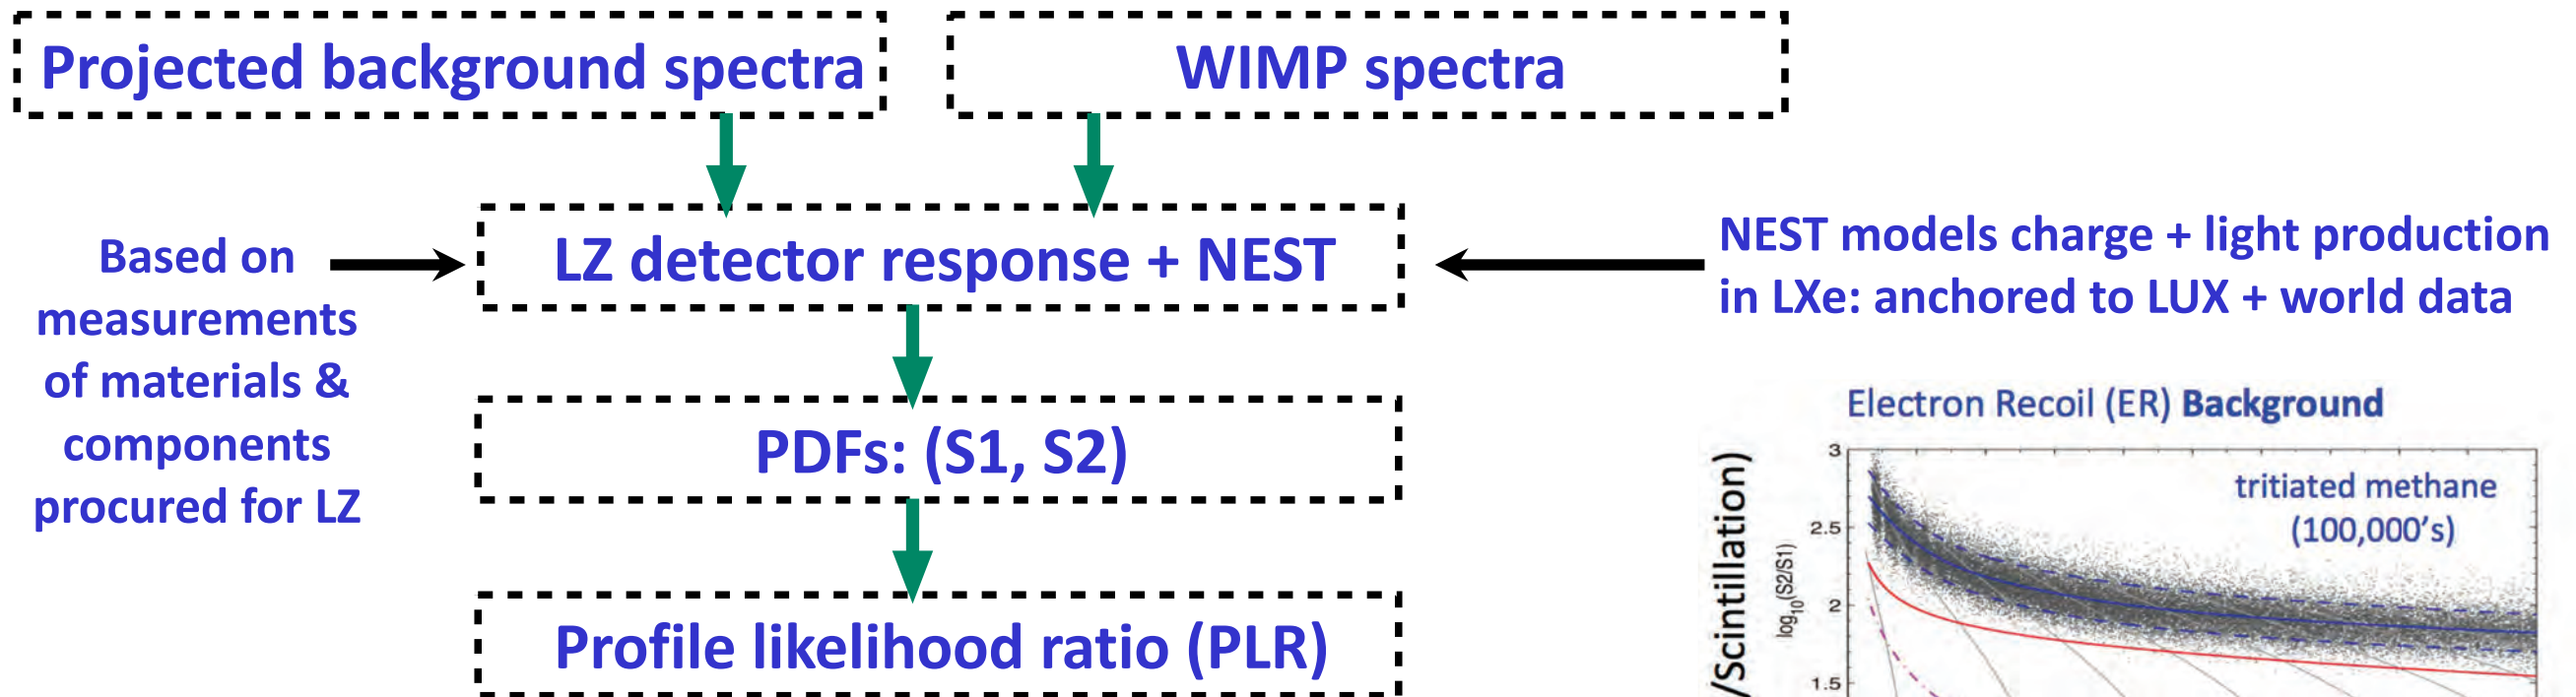 Projected background spectra
WIMP spectra
Based on
measurements
of materials &
components
procured for LZ
LZ detector response + NEST
NEST models charge + light production
in LXe: anchored to LUX + world data
PDFs: (S1, S2)
Profile likelihood ratio (PLR)
Electron Recoil (ER) Background
/Scintillation)
log10(S2/S1)
3
2.5
2
1.5
tritiated methane
(100,000's)